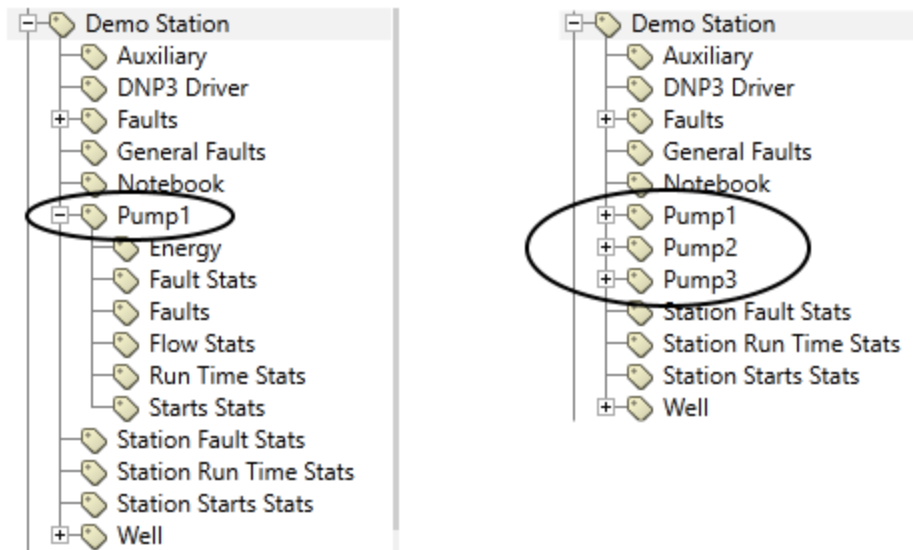 Demo Station
Auxiliary
DNP3 Driver
Faults
General Faults
Notebook
Pump1
Energy
Fault Stats
Faults
Flow Stats
Run Time Stats
Starts Stats
Station Fault Stats
Station Run Time Stats
Station Starts Stats
Well
Demo Station
Auxiliary
DNP3 Driver
Faults
General Faults
Notebook
Pump1
Pump2
Pump3
Station Fault Stats
Station Run Time Stats
Station Starts Stats
Well